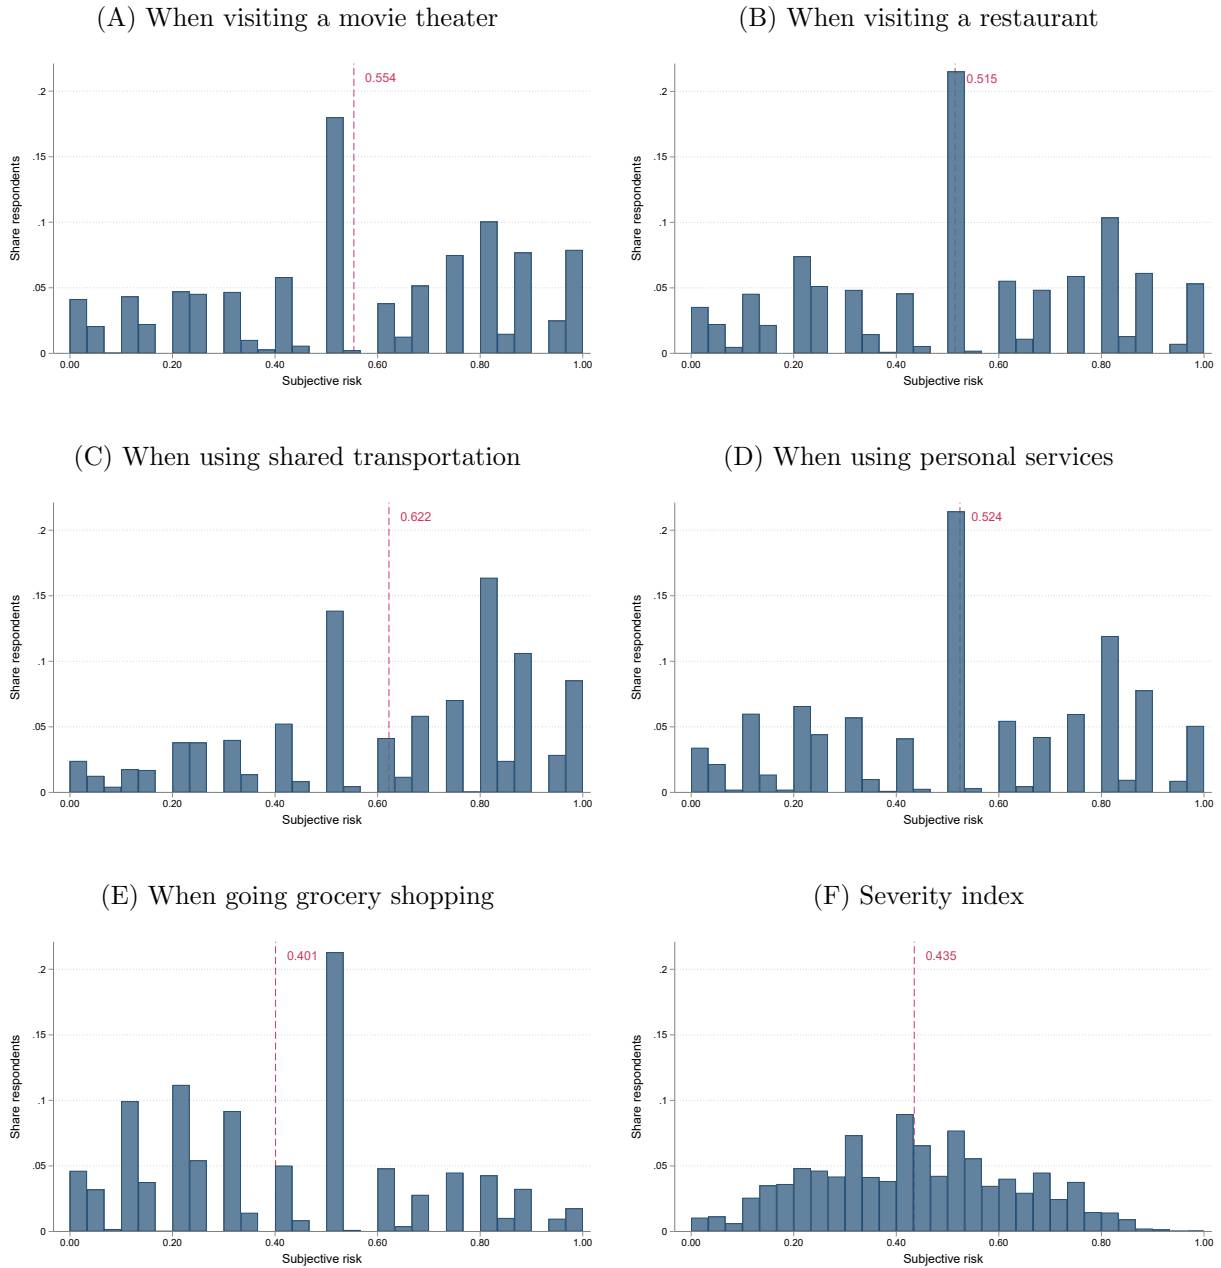 (A) When visiting a movie theater
0.554
.2
.15
.1
.05
0
Share respondents
0.00 0.20 0.40 0.60 0.80 1.00
Subjective risk
(B) When visiting a restaurant
0.515
.2
.15
.1
.05
0
Share respondents
0.00 0.20 0.40 0.60 0.80 1.00
Subjective risk
(C) When using shared transportation
0.622
.2
.15
.1
.05
0
Share respondents
0.00 0.20 0.40 0.60 0.80 1.00
Subjective risk
(D) When using personal services
0.524
.2
.15
.1
.05
0
Share respondents
0.00 0.20 0.40 0.60 0.80 1.00
Subjective risk
(E) When going grocery shopping
0.401
.2
.15
.1
.05
0
Share respondents
0.00 0.20 0.40 0.60 0.80 1.00
Subjective risk
(F) Severity index
0.435
.2
.15
.1
.05
0
Share respondents
0.00 0.20 0.40 0.60 0.80 1.00
Subjective risk